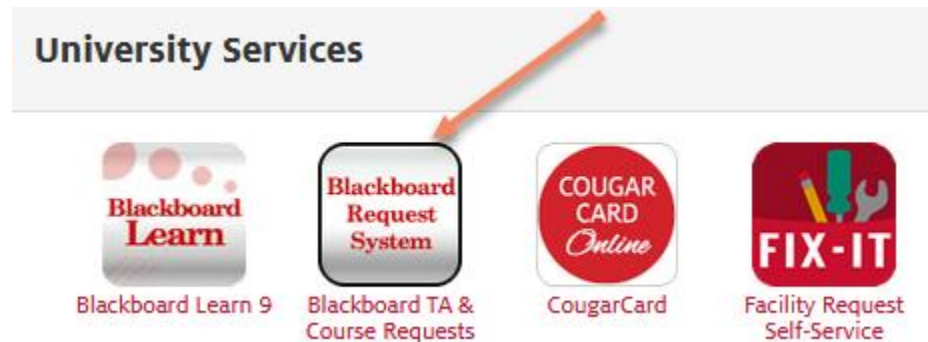 University Services
Blackboard
Learn
Blackboard Learn 9
Blackboard
Request
System
Blackboard TA &
Course Requests
COUGAR
CARD
Online
CougarCard
FIX-IT
Facility Request
Self-Service